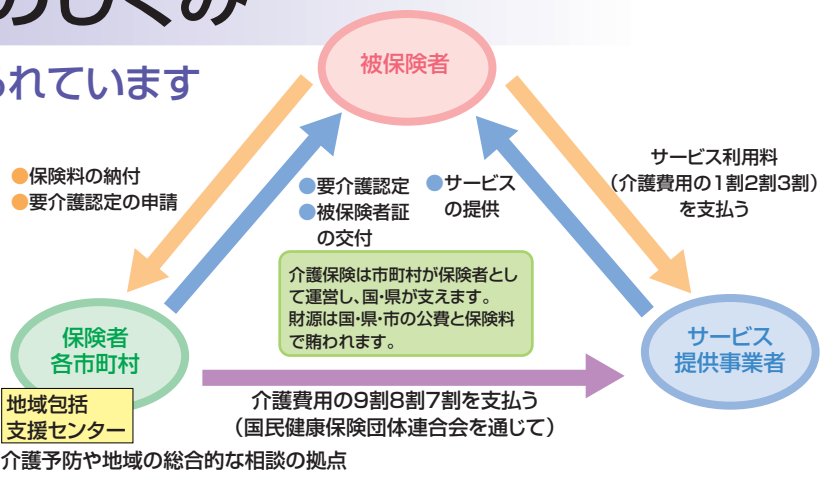 のしくみ
られています
被保険者
●保険料の納付
●要介護認定の申請
●要介護認定
●被保険者証
の交付
●サービス
の提供
サービス利用料
(介護費用の1割2割3割)
を支払う
介護保険は市町村が保険者とし
て運営し、国・県が支えます。
財源は国・県・市の公費と保険料
で賄われます。
保険者
各市町村
サービス
提供事業者
地域包括
支援センター
介護費用の9割8割7割を支払う
(国民健康保険団体連合会を通じて)
介護予防や地域の総合的な相談の拠点